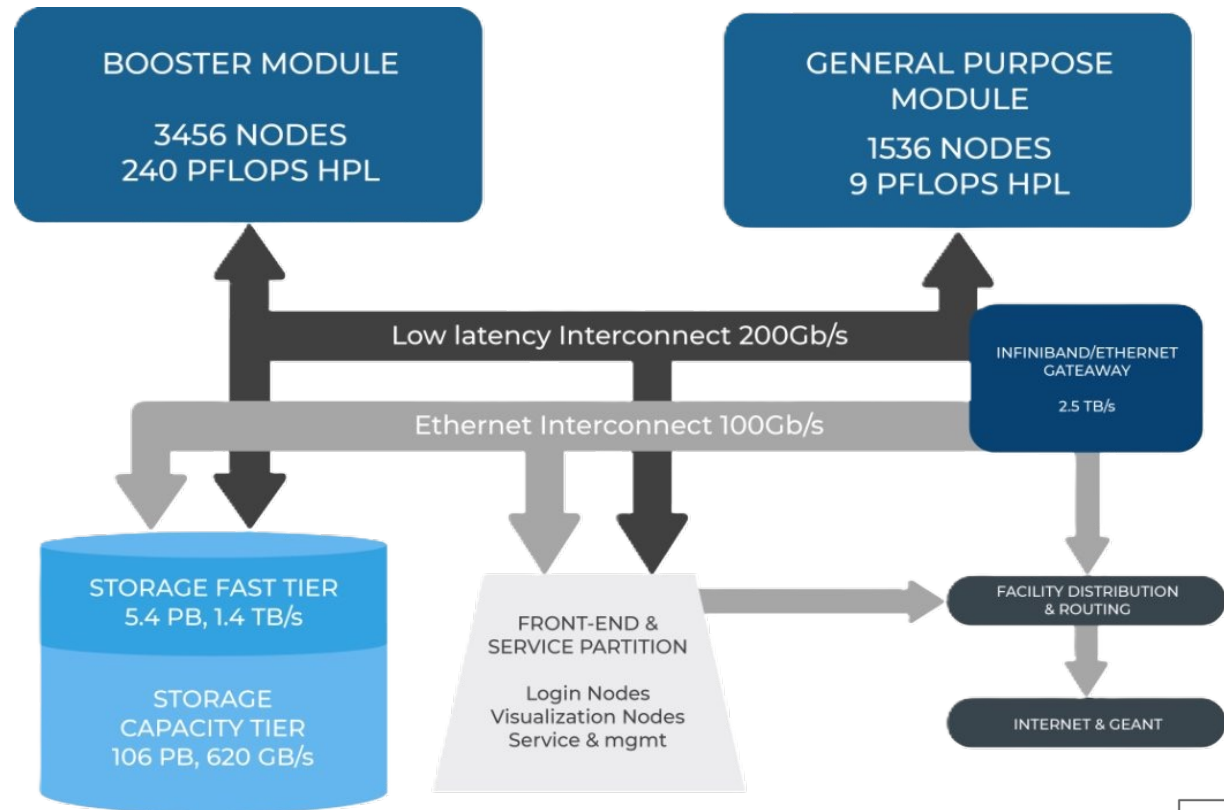 BOOSTER MODULE
3456 NODES
240 PFLOPS HPL
GENERAL PURPOSE
MODULE
1536 NODES
9 PFLOPS HPL
Low latency Interconnect 200Gb/s
INFINIBAND/ETHERNET
GATEAWAY
2.5 TB/s
Ethernet Interconnect 100Gb/s
STORAGE FAST TIER
5.4 PB, 1.4 TB/s
STORAGE
CAPACITY TIER
106 PB, 620 GB/s
FRONT-END &
SERVICE PARTITION
Login Nodes
Visualization Nodes
Service & mgmt
FACILITY DISTRIBUTION
& ROUTING
INTERNET & GEANT